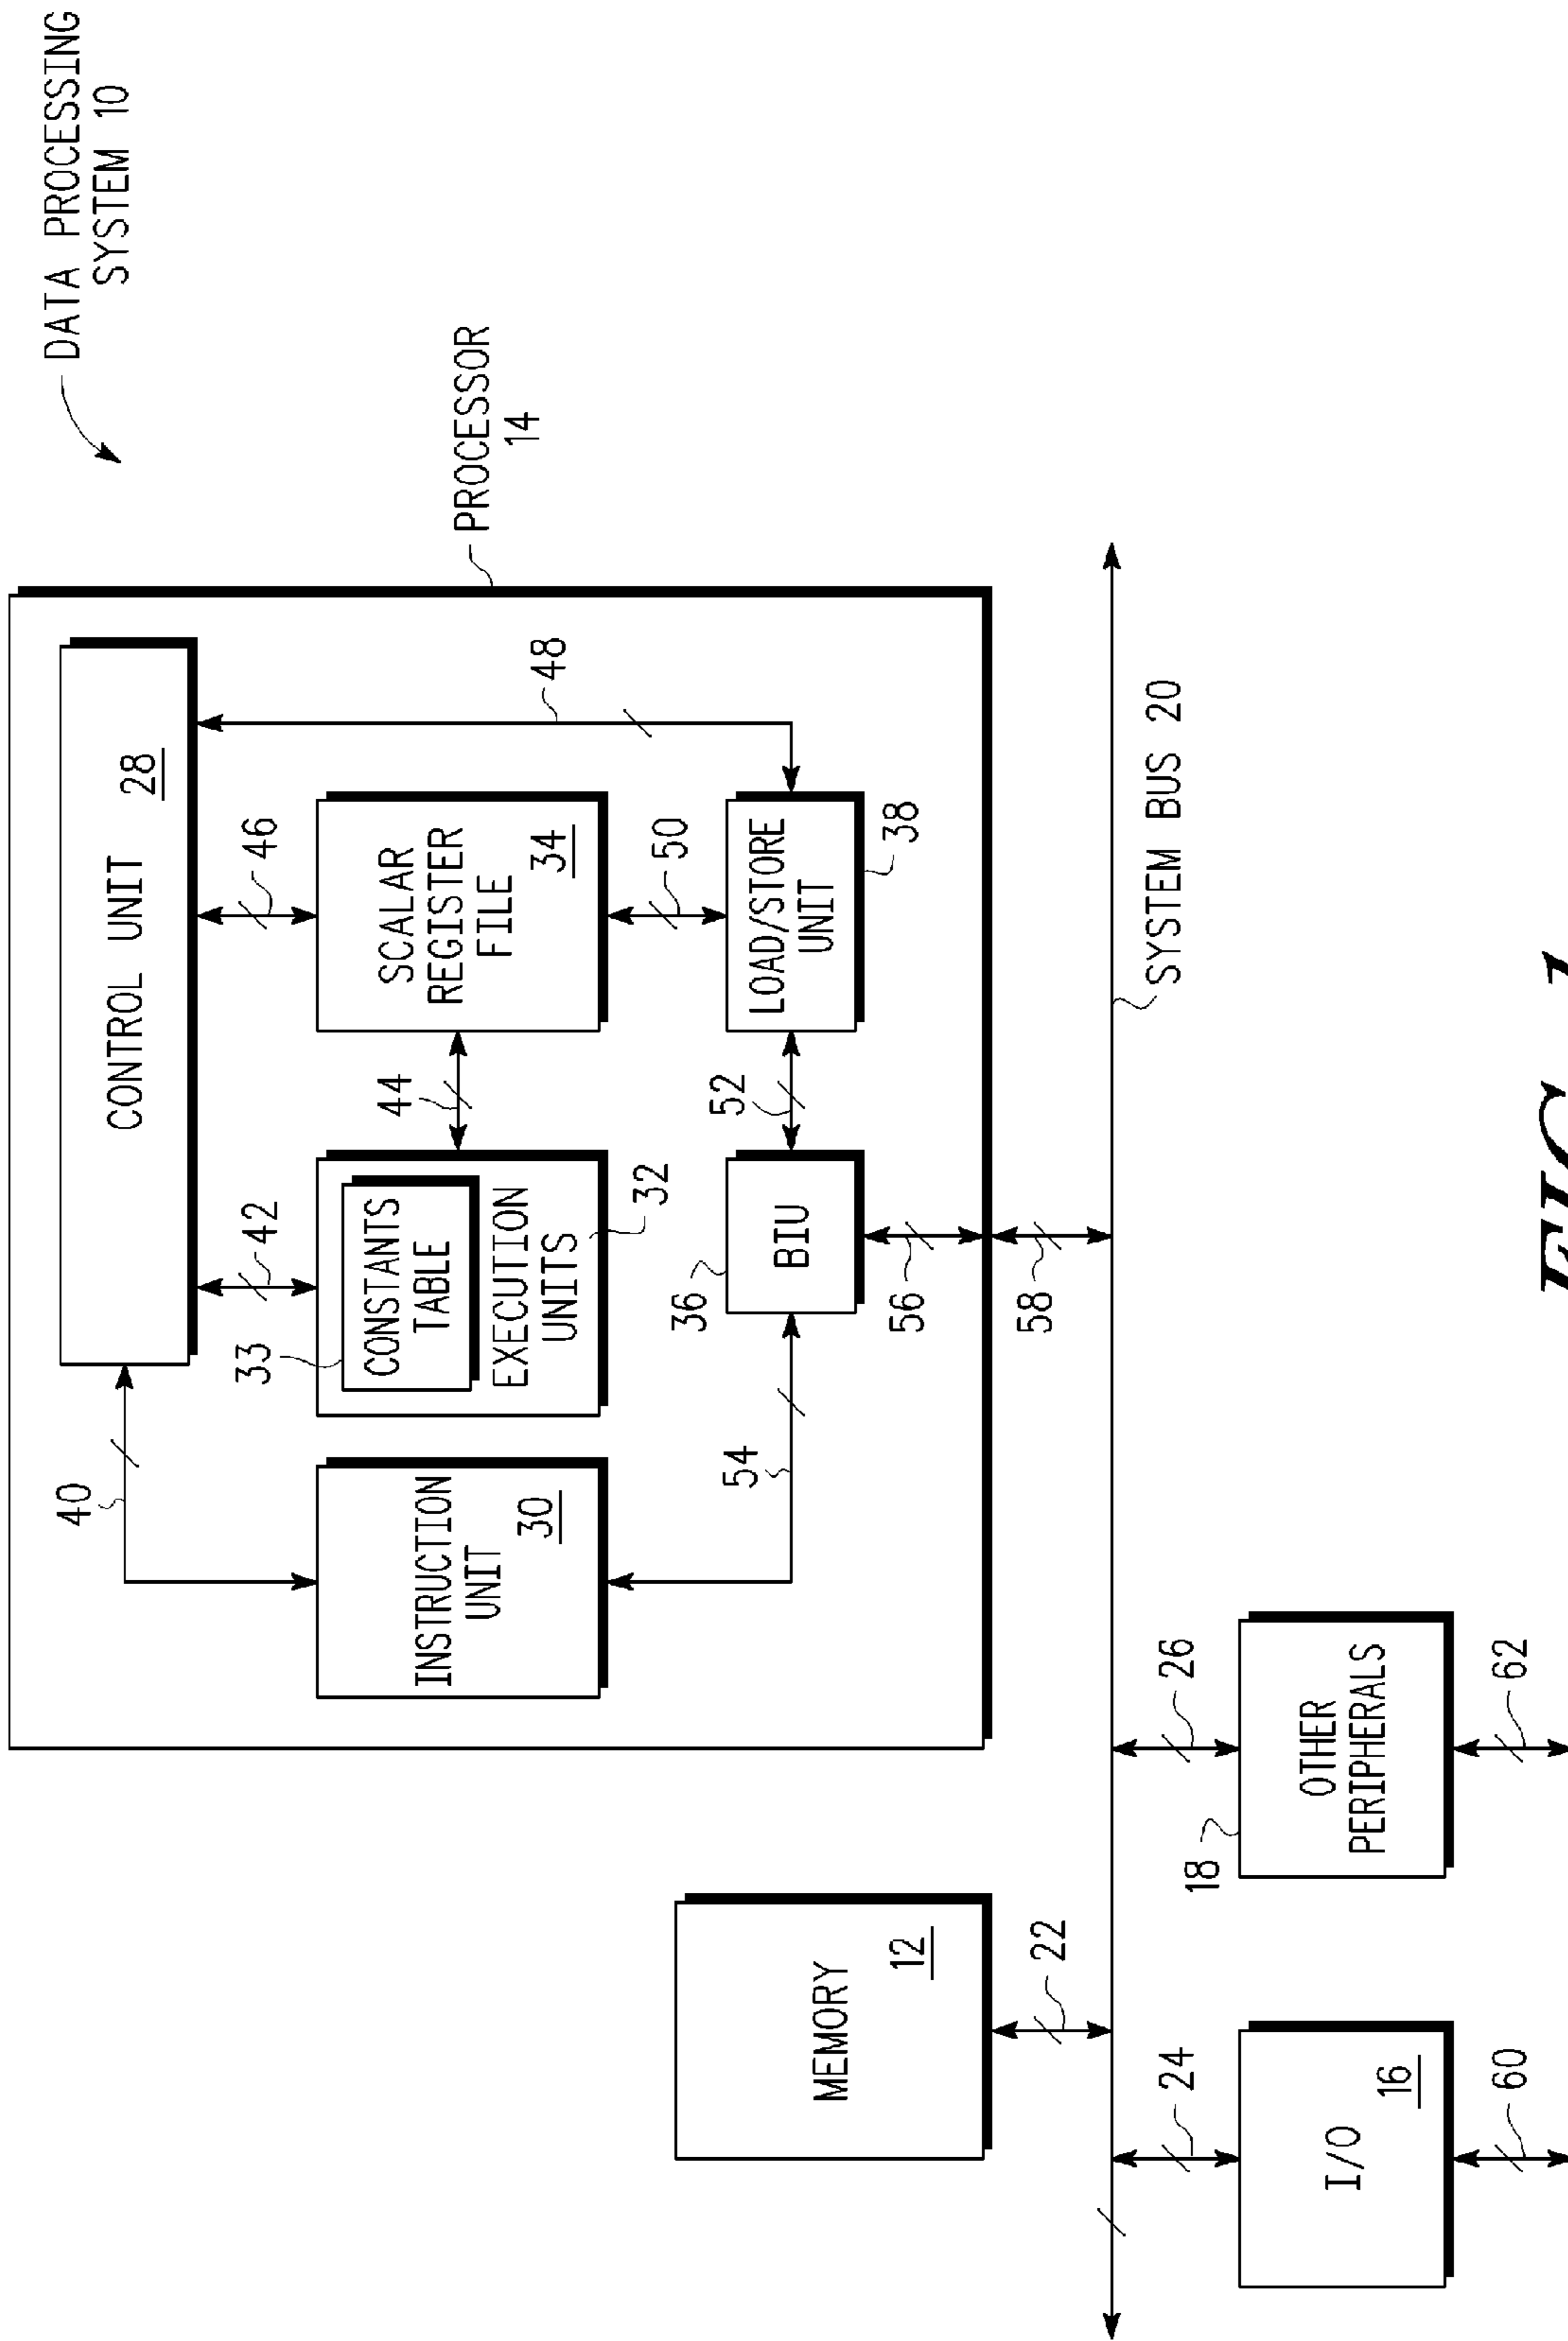 DATA PROCESSING
SYSTEM 10
PROCESSOR
14
CONTROL UNIT
28
40
42
46
48
33
CONSTANTS
TABLE
EXECUTION
UNITS
32
44
SCALAR
REGISTER
FILE
34
INSTRUCTION
UNIT
30
50
54
36
BIU
52
LOAD/STORE
UNIT
38
56
58
MEMORY
12
22
SYSTEM BUS 20
24
26
I/O
16
18
OTHER
PERIPHERALS
60
62
FIG. 1